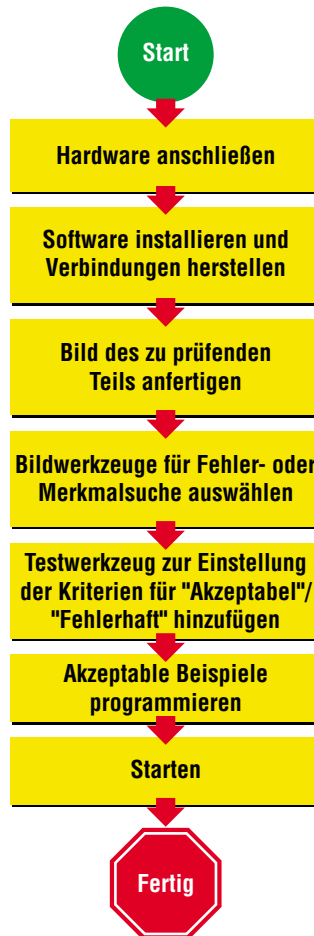 Start
Hardware anschließen
Software installieren und
Verbindungen herstellen
Bild des zu prüfenden
Teils anfertigen
Bildwerkzeuge für Fehler- oder
Merkmalsuche auswählen
Testwerkzeug zur Einstellung
der Kriterien für "Akzeptabel"/
"Fehlerhaft" hinzufügen
Akzeptable Beispiele
programmieren
Starten
Fertig